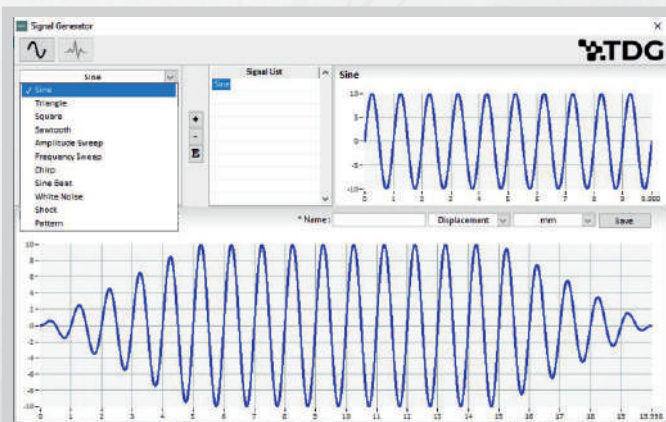 Signal Generator
TDG
Sine
Sine
Triangle
Square
Sawtooth
Amplitude Sweep
Frequency Sweep
Chirp
Sine Beat
White Noise
Shock
Pattern
+
-
Signal List
Sine
Sine
10
5
0
-5
-10
0 1 2 3 4 5 6 7 8 9
* Name :
Displacement
mm
Save
10
8
6
4
2
0
-2
-4
-6
-8
-10
0 1 2 3 4 5 6 7 8 9 10 11 12 13 14 15 16 17 18 19